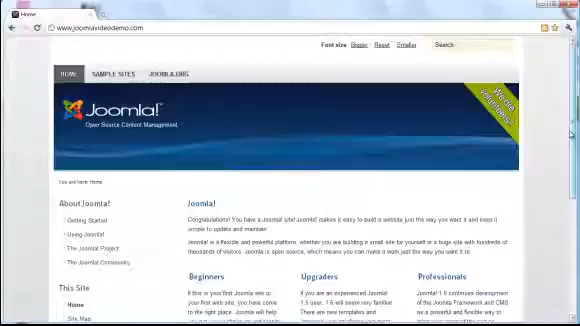 Home
www.joomlavideodemo.com
Font size Bigger Reset Smaller Search
HOME SAMPLE SITES JOOMLA.ORG
Joomla!
Open Source Content Management
We are Volunteers!
You are here: Home
About Joomla!
Getting Started
Using Joomla!
The Joomla! Project
The Joomla! Community
This Site
Home
Site Map
Joomla!
Congratulations! You have a Joomla! site! Joomla! makes it easy to build a website just the way you want it and keep it
simple to update and maintain.
Joomla! is a flexible and powerful platform, whether you are building a small site for yourself or a huge site with hundreds of
thousands of visitors. Joomla is open source, which means you can make it work just the way you want it to.
Beginners
If this is your first Joomla site or
your first web site, you have come
to the right place. Joomla will help
Upgraders
If you are an experienced Joomla
1.5 user, 1.6 will seem very familiar.
There are new templates and
Professionals
Joomla! 1.6 continues development
of the Joomla Framework and CMS
as a powerful and flexible way to